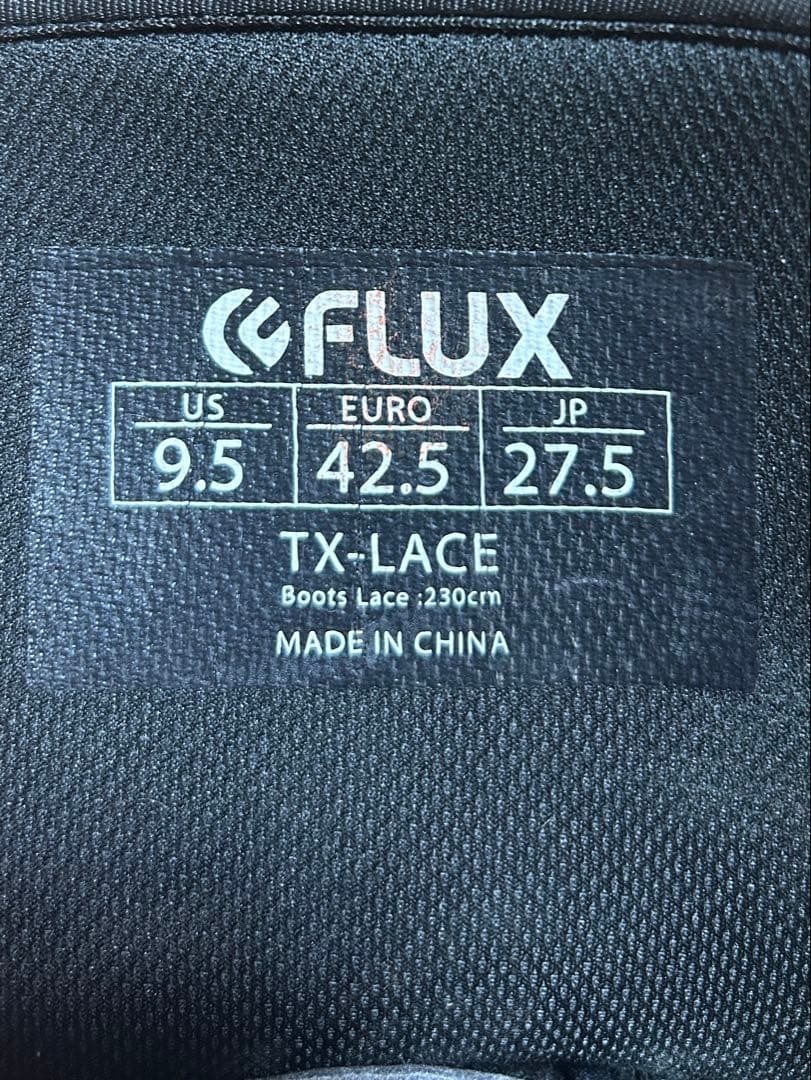 FLUX
US EURO JP
9.5 42.5 27.5
TX-LACE
Boots Lace :230cm
MADE IN CHINA